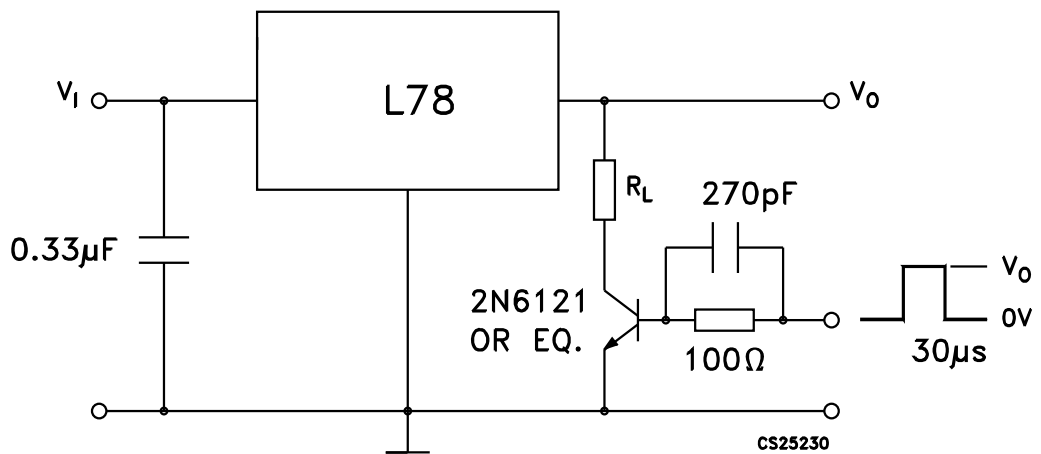 VI
L78
VO
RL
270pF
0.33µF
2N6121
OR EQ.
100Ω
VO
0V
30µs
CS25230